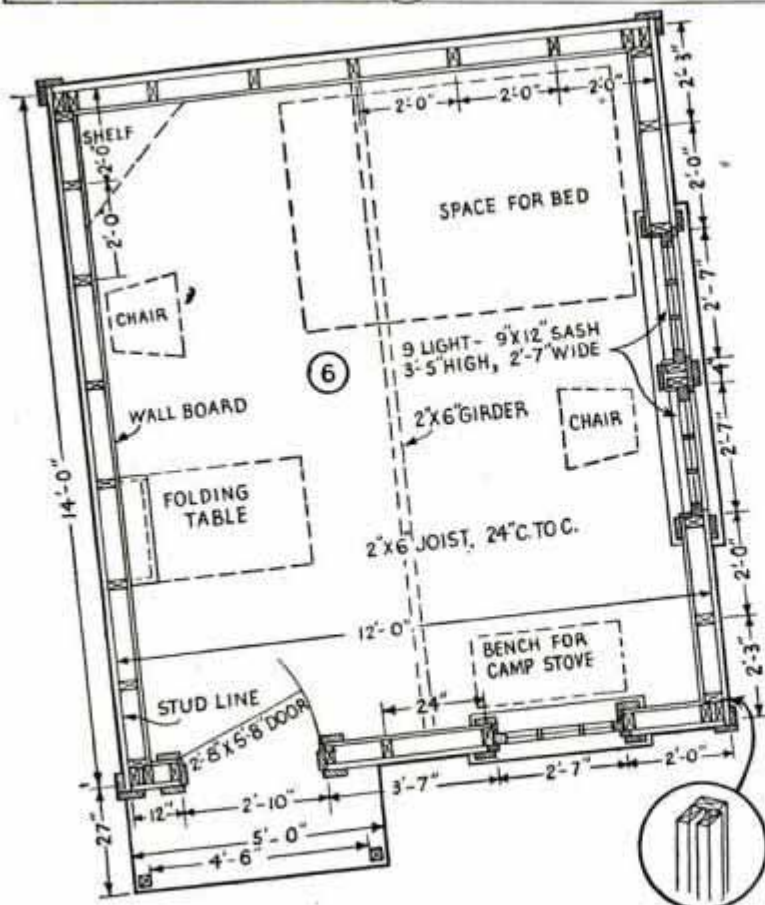 2'-0" 2'-0" 2'-0"
2'-3"
SHELF
2'-0"
2'-0"
2'-0"
SPACE FOR BED
CHAIR
2'-7"
9 LIGHT- 9"X12" SASH
3'-5" HIGH, 2'-7" WIDE
6
4"
WALL BOARD
2"X6" GIRDER
CHAIR
2'-7"
14'-0"
FOLDING
TABLE
2"X6" JOIST, 24" C. TO C.
2'-0"
12'-0"
BENCH FOR
CAMP STOVE
2'-3"
STUD LINE
24"
2'-8"X5'-8" DOOR
12" 2'-10" 3'-7" 2'-7" 2'-0"
27"
5'-0"
4'-6"